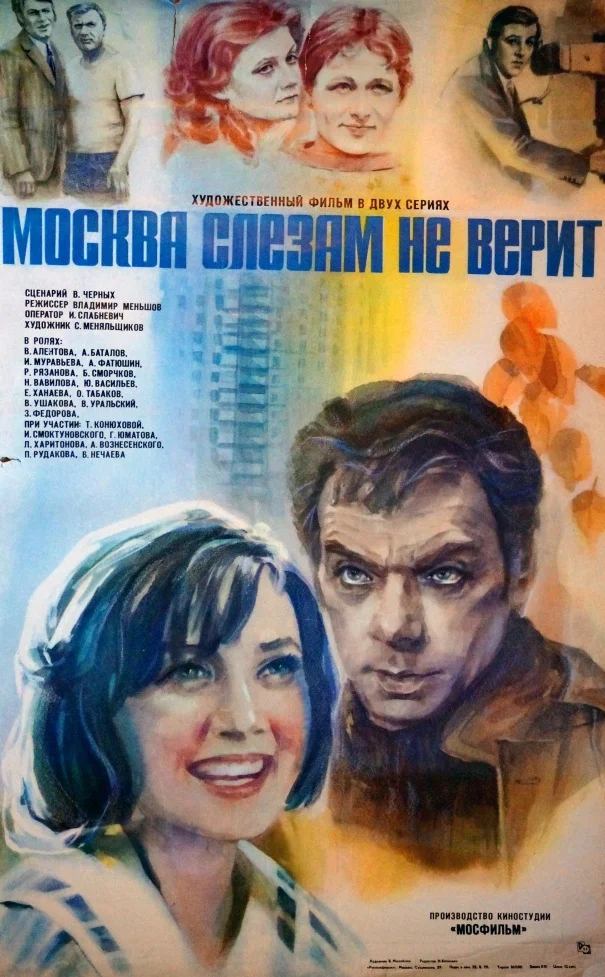 ХУДОЖЕСТВЕННЫЙ ФИЛЬМ В ДВУХ СЕРИЯХ
МОСКВА СЛЕЗАМ НЕ ВЕРИТ
СЦЕНАРИЙ В. ЧЕРНЫХ
РЕЖИССЕР ВЛАДИМИР МЕНЬШОВ
ОПЕРАТОР И. СЛАБНЕВИЧ
ХУДОЖНИК С. МЕНЯЛЬЩИКОВ
В РОЛЯХ:
В. АЛЕНТОВА, А. БАТАЛОВ,
И. МУРАВЬЕВА, А. ФАТЮШИН,
Р. РЯЗАНОВА, Б. СМОРЧКОВ,
Н. ВАВИЛОВА, Ю. ВАСИЛЬЕВ,
Е. ХАНАЕВА, О. ТАБАКОВ,
В. УШАКОВА, В. УРАЛЬСКИЙ,
З. ФЕДОРОВА,
ПРИ УЧАСТИИ: Т. КОНЮХОВОЙ,
И. СМОКТУНОВСКОГО, Г. ЮМАТОВА,
Л. ХАРИТОНОВА, А. ВОЗНЕСЕНСКОГО,
П. РУДАКОВА, В. НЕЧАЕВА
ПРОИЗВОДСТВО КИНОСТУДИИ
«МОСФИЛЬМ»